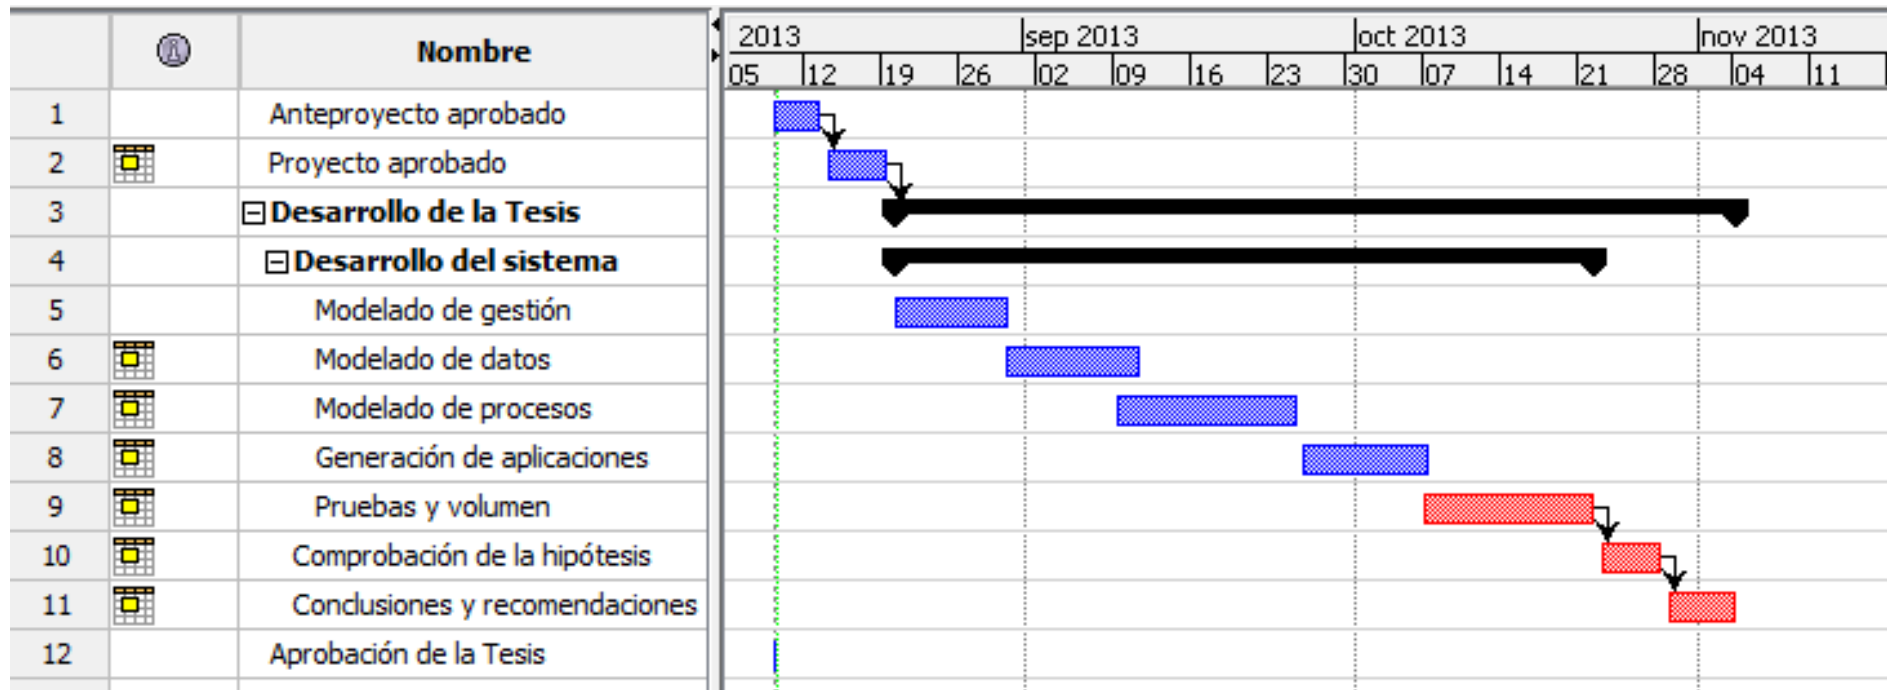 Nombre
2013 sep 2013 oct 2013 nov 2013
05 12 19 26 02 09 16 23 30 07 14 21 28 04 11
1 Anteproyecto aprobado
2 Proyecto aprobado
3 Desarrollo de la Tesis
4 Desarrollo del sistema
5 Modelado de gestión
6 Modelado de datos
7 Modelado de procesos
8 Generación de aplicaciones
9 Pruebas y volumen
10 Comprobación de la hipótesis
11 Conclusiones y recomendaciones
12 Aprobación de la Tesis